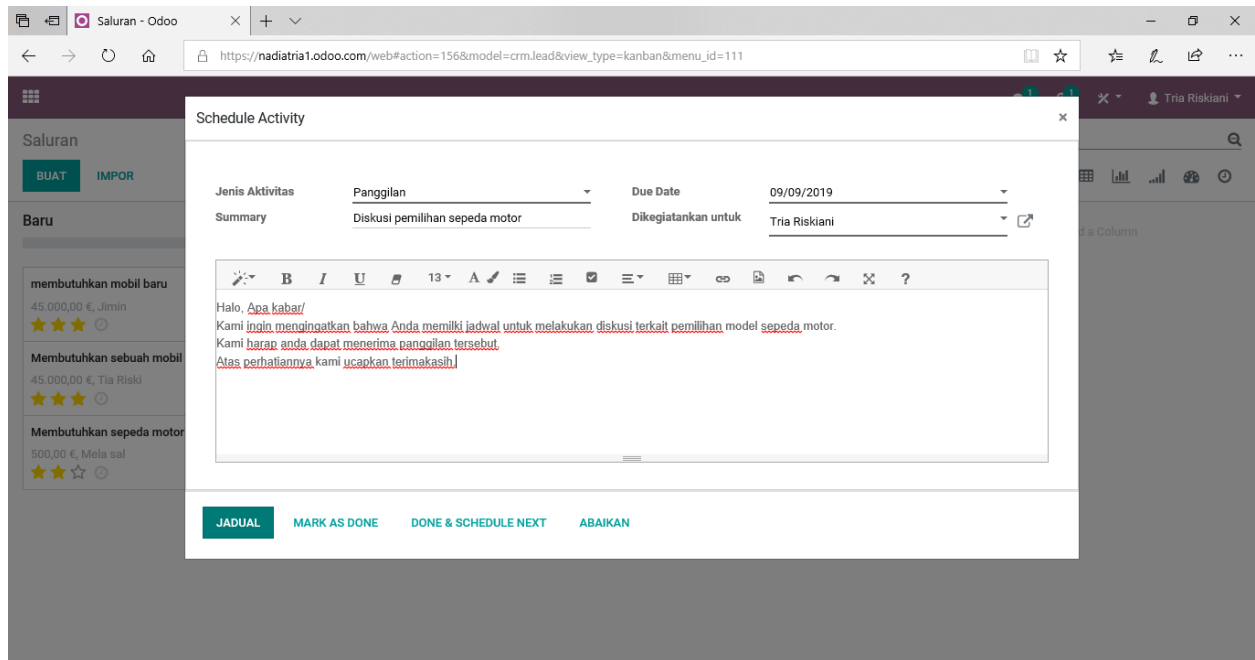 Saluran - Odoo
https://nadiatria1.odoo.com/web#action=156&model=crm.lead&view_type=kanban&menu_id=111
1 1 Tria Riskiani
Schedule Activity ×
Saluran
BUAT IMPOR
Jenis Aktivitas Panggilan Due Date 09/09/2019
Summary Diskusi pemilihan sepeda motor Dikegiatankan untuk Tria Riskiani
Baru
d a Column
B I U 13 A ?
membutuhkan mobil baru
45.000,00 €, Jimin
Halo, Apa kabar/
Kami ingin mengingatkan bahwa Anda memilki jadwal untuk melakukan diskusi terkait pemilihan model sepeda motor.
Kami harap anda dapat menerima panggilan tersebut.
Atas perhatiannya kami ucapkan terimakasih.
Membutuhkan sebuah mobil
45.000,00 €, Tia Riski
Membutuhkan sepeda motor
500,00 €, Mela sal
JADUAL MARK AS DONE DONE & SCHEDULE NEXT ABAIKAN